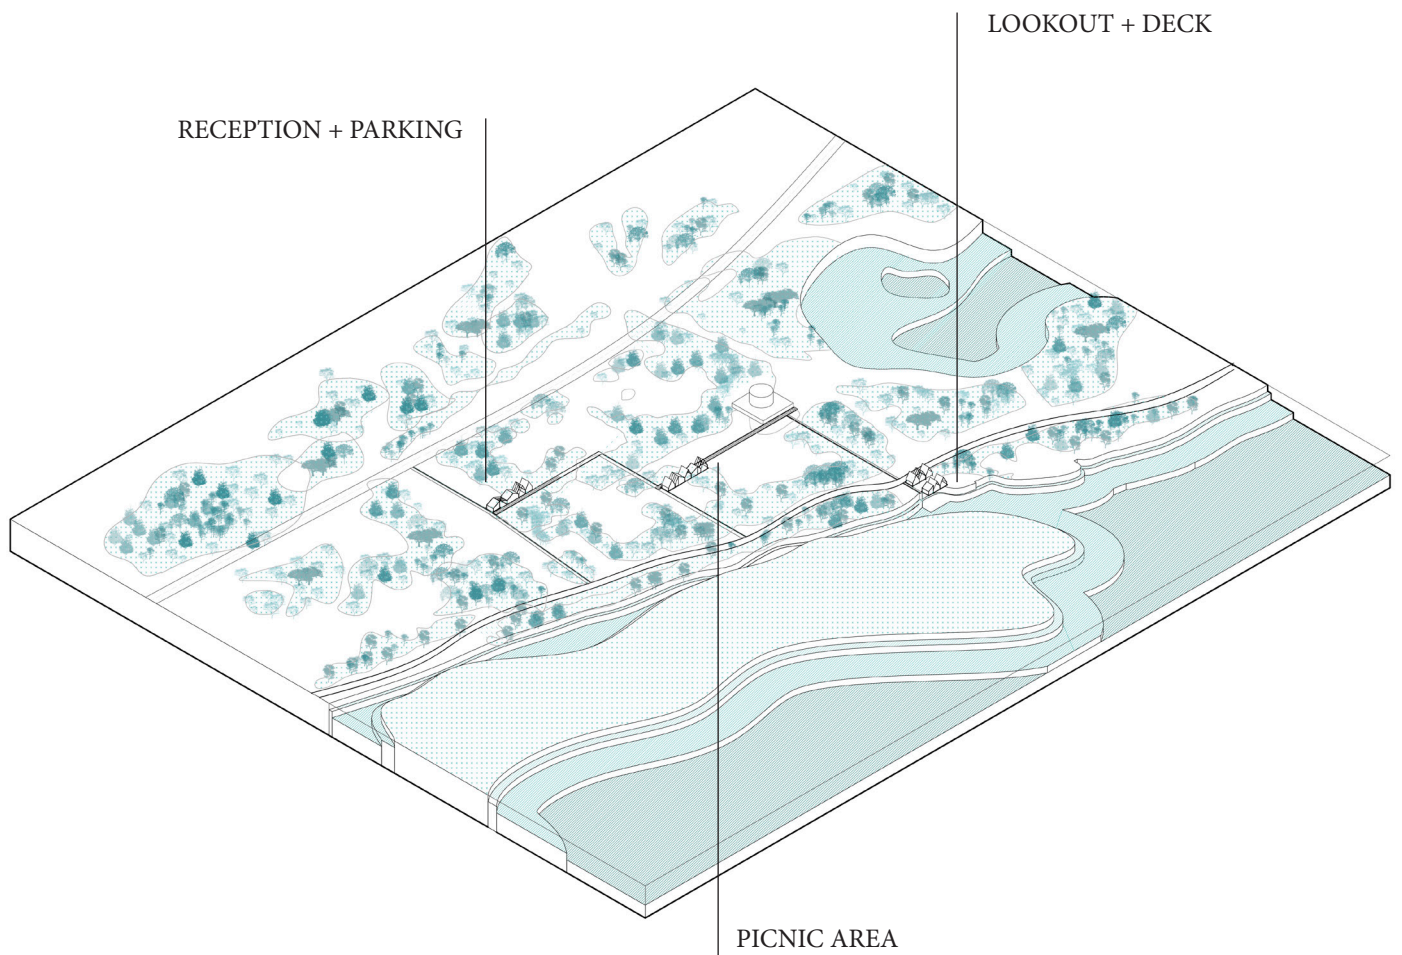 LOOKOUT + DECK
RECEPTION + PARKING
PICNIC AREA